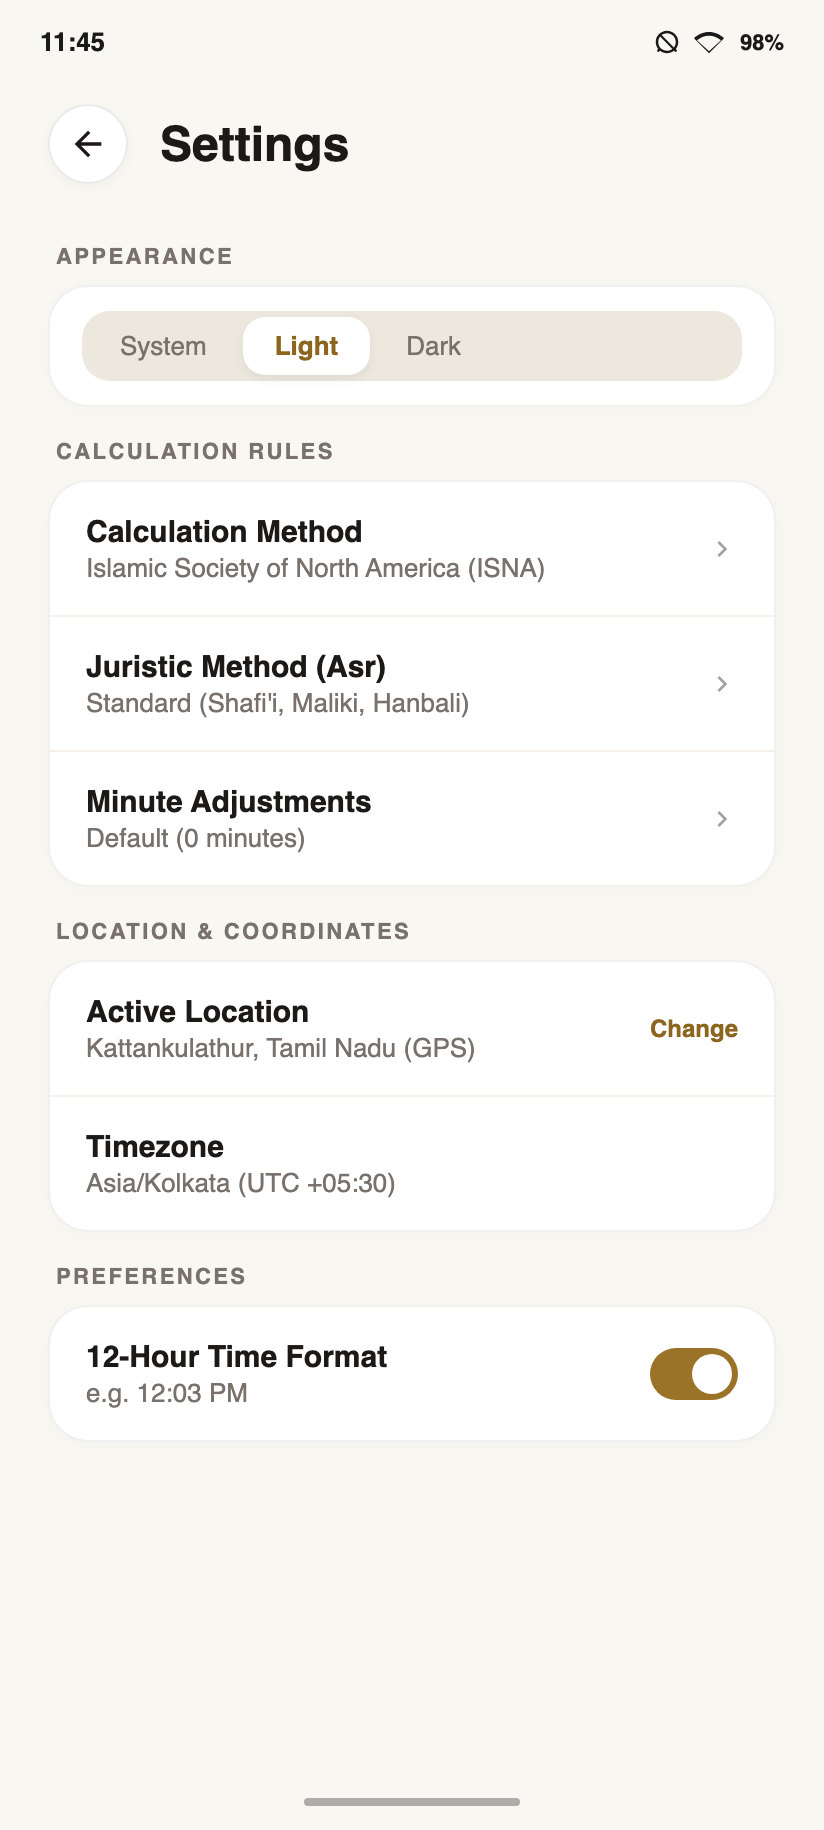 11:45
98%
Settings
APPEARANCE
System Light Dark
CALCULATION RULES
Calculation Method
Islamic Society of North America (ISNA)
Juristic Method (Asr)
Standard (Shafi'i, Maliki, Hanbali)
Minute Adjustments
Default (0 minutes)
LOCATION & COORDINATES
Active Location
Kattankulathur, Tamil Nadu (GPS)
Change
Timezone
Asia/Kolkata (UTC +05:30)
PREFERENCES
12-Hour Time Format
e.g. 12:03 PM